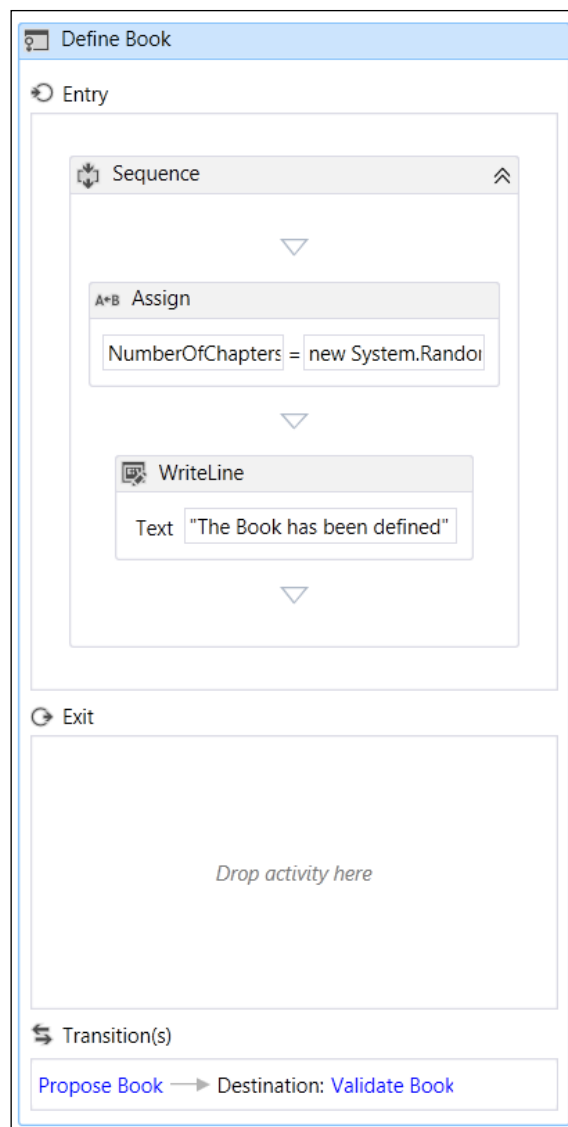 Define Book
Entry
Sequence
A+B Assign
NumberOfChapters = new System.Random
WriteLine
Text "The Book has been defined"
Exit
Drop activity here
Transition(s)
Propose Book Destination: Validate Book